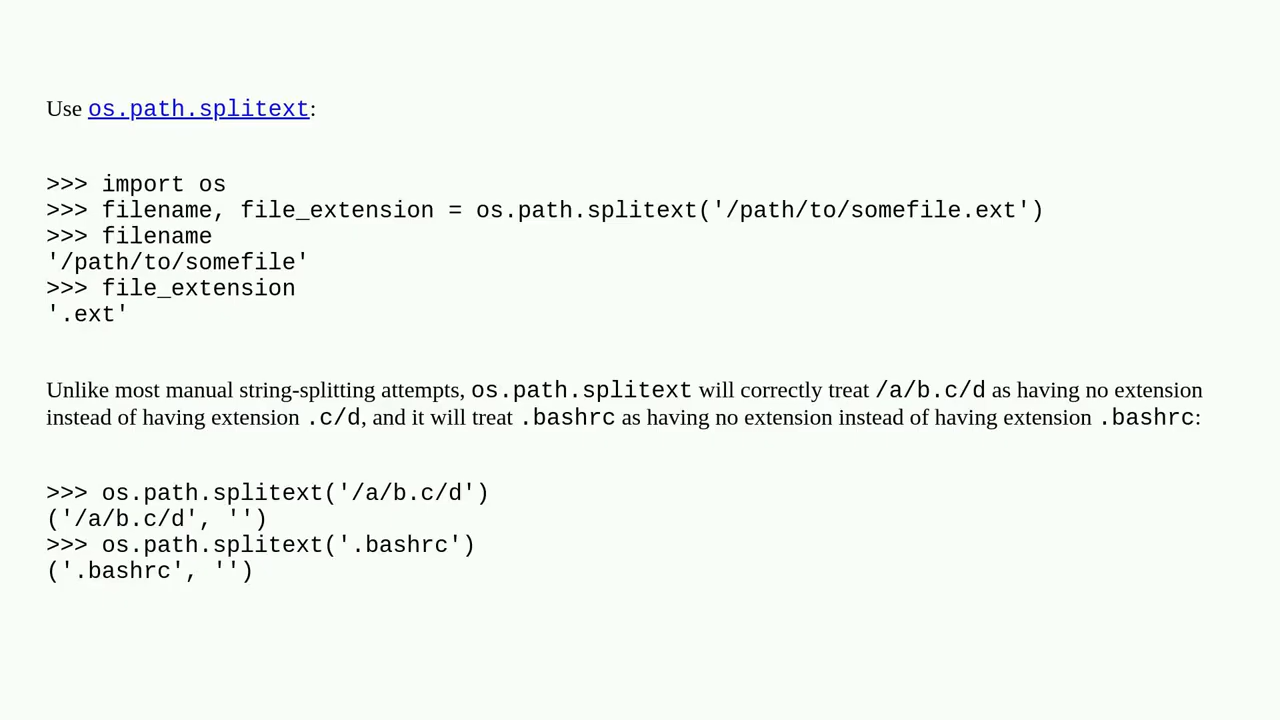 Use os.path.splitext:
>>> import os
>>> filename, file_extension = os.path.splitext('/path/to/somefile.ext')
>>> filename
'/path/to/somefile'
>>> file_extension
'.ext'
Unlike most manual string-splitting attempts, os.path.splitext will correctly treat /a/b.c/d as having no extension
instead of having extension .c/d, and it will treat .bashrc as having no extension instead of having extension .bashrc:
>>> os.path.splitext('/a/b.c/d')
('/a/b.c/d', '')
>>> os.path.splitext('.bashrc')
('.bashrc', '')